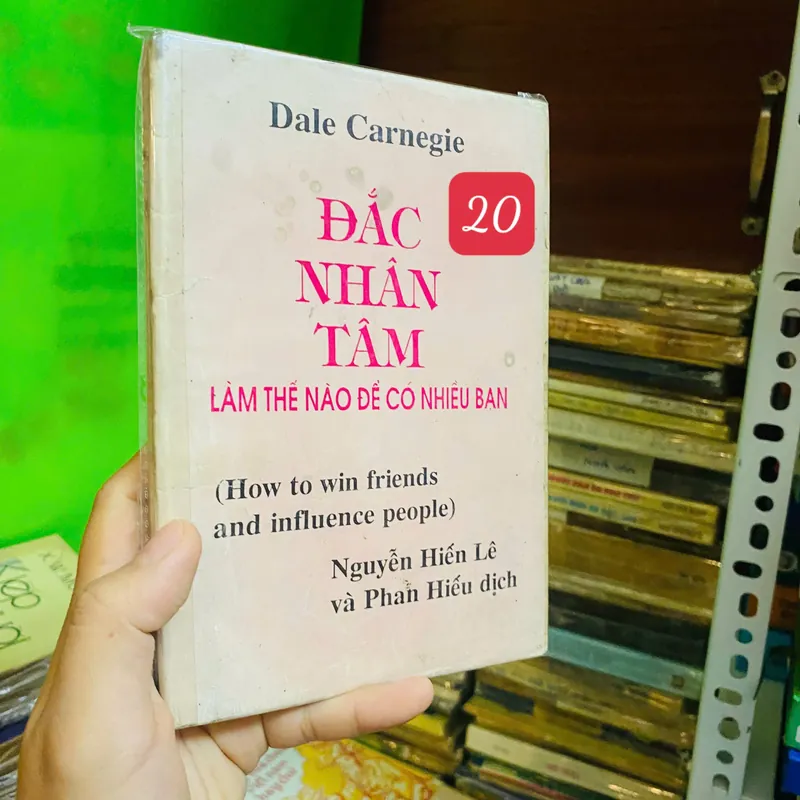 Dale Carnegie
20
ĐẮC
NHÂN
TÂM
LÀM THẾ NÀO ĐỂ CÓ NHIỀU BẠN
(How to win friends
and influence people)
Nguyễn Hiến Lê
và Phan Hiếu dịch